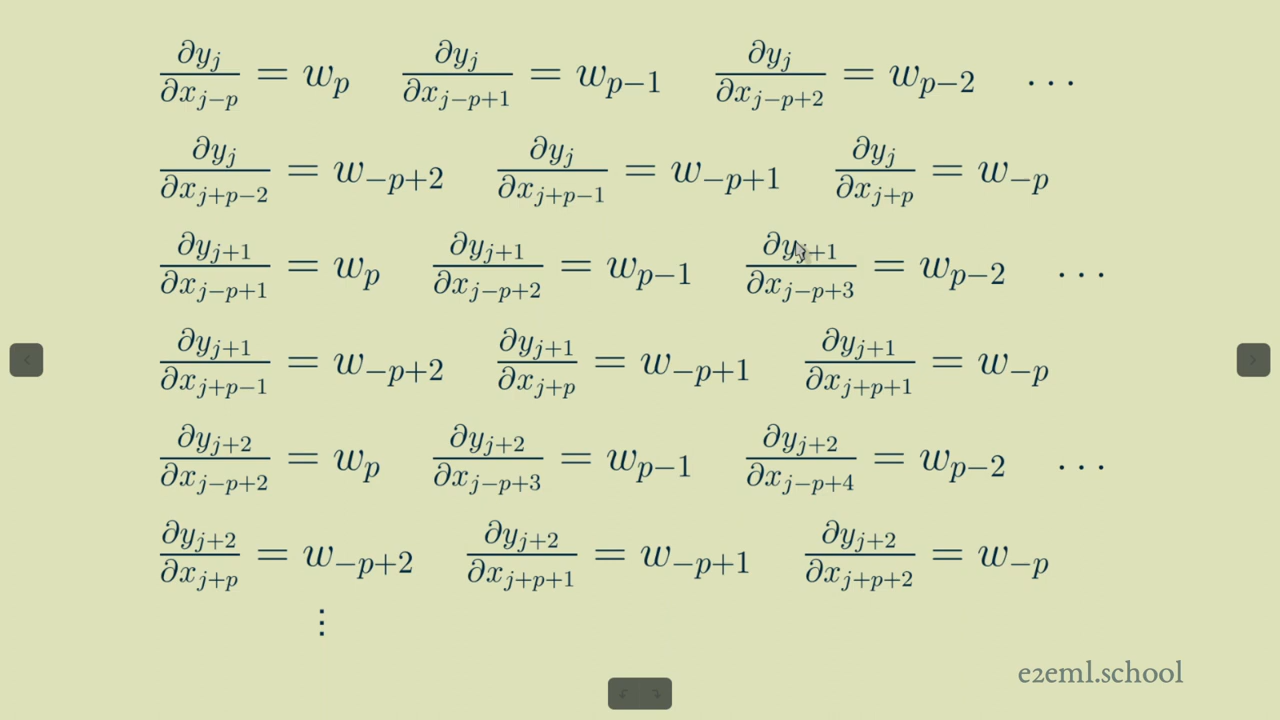 ∂y_j/∂x_{j−p} = w_p   ∂y_j/∂x_{j−p+1} = w_{p−1}   ∂y_j/∂x_{j−p+2} = w_{p−2}   ...
∂y_j/∂x_{j+p−2} = w_{−p+2}   ∂y_j/∂x_{j+p−1} = w_{−p+1}   ∂y_j/∂x_{j+p} = w_{−p}
∂y_{j+1}/∂x_{j−p+1} = w_p   ∂y_{j+1}/∂x_{j−p+2} = w_{p−1}   ∂y_{j+1}/∂x_{j−p+3} = w_{p−2}   ...
∂y_{j+1}/∂x_{j+p−1} = w_{−p+2}   ∂y_{j+1}/∂x_{j+p} = w_{−p+1}   ∂y_{j+1}/∂x_{j+p+1} = w_{−p}
∂y_{j+2}/∂x_{j−p+2} = w_p   ∂y_{j+2}/∂x_{j−p+3} = w_{p−1}   ∂y_{j+2}/∂x_{j−p+4} = w_{p−2}   ...
∂y_{j+2}/∂x_{j+p} = w_{−p+2}   ∂y_{j+2}/∂x_{j+p+1} = w_{−p+1}   ∂y_{j+2}/∂x_{j+p+2} = w_{−p}
⋮
e2eml.school